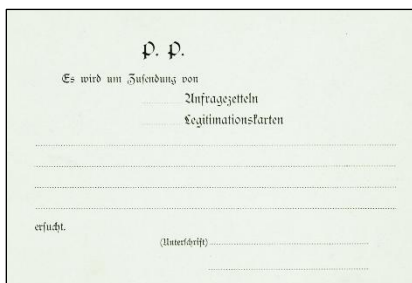 P. P.
Es wird um Zusendung von
Anfragezetteln
Legitimationskarten
ersucht.
(Unterschrift)